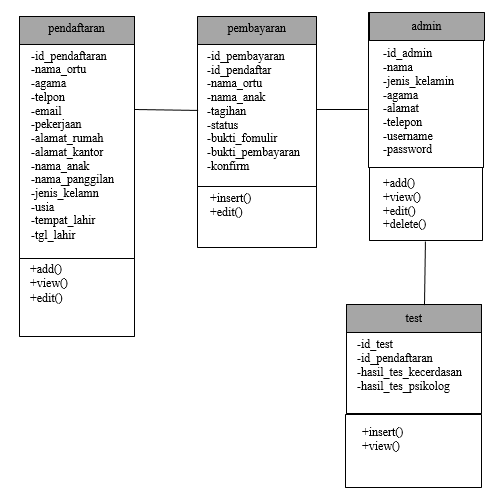 pendaftaran
-id_pendaftaran
-nama_ortu
-agama
-telpon
-email
-pekerjaan
-alamat_rumah
-alamat_kantor
-nama_anak
-nama_panggilan
-jenis_kelamn
-usia
-tempat_lahir
-tgl_lahir
+add()
+view()
+edit()
pembayaran
-id_pembayaran
-id_pendaftar
-nama_ortu
-nama_anak
-tagihan
-status
-bukti_fomulir
-bukti_pembayaran
-konfirm
+insert()
+edit()
admin
-id_admin
-nama
-jenis_kelamin
-agama
-alamat
-telepon
-username
-password
+add()
+view()
+edit()
+delete()
test
-id_test
-id_pendaftaran
-hasil_tes_kecerdasan
-hasil_tes_psikolog
+insert()
+view()